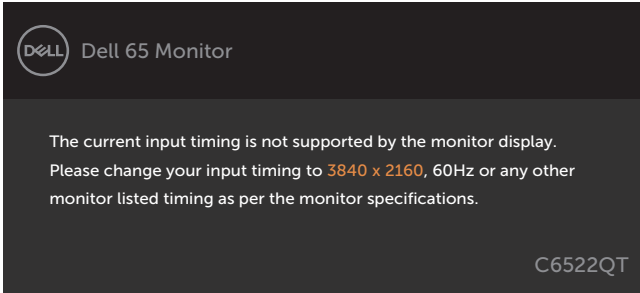 DELL
Dell 65 Monitor
The current input timing is not supported by the monitor display.
Please change your input timing to 3840 x 2160, 60Hz or any other
monitor listed timing as per the monitor specifications.
C6522QT